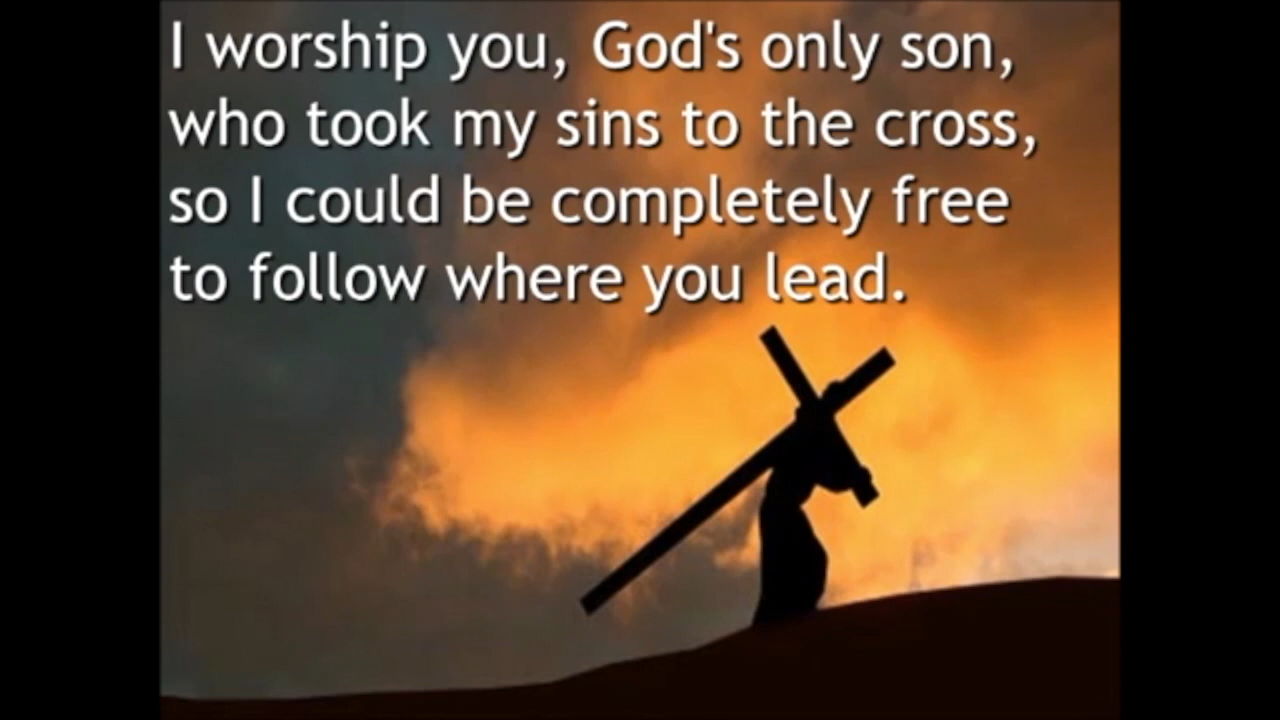 I worship you, God's only son,
who took my sins to the cross,
so I could be completely free
to follow where you lead.